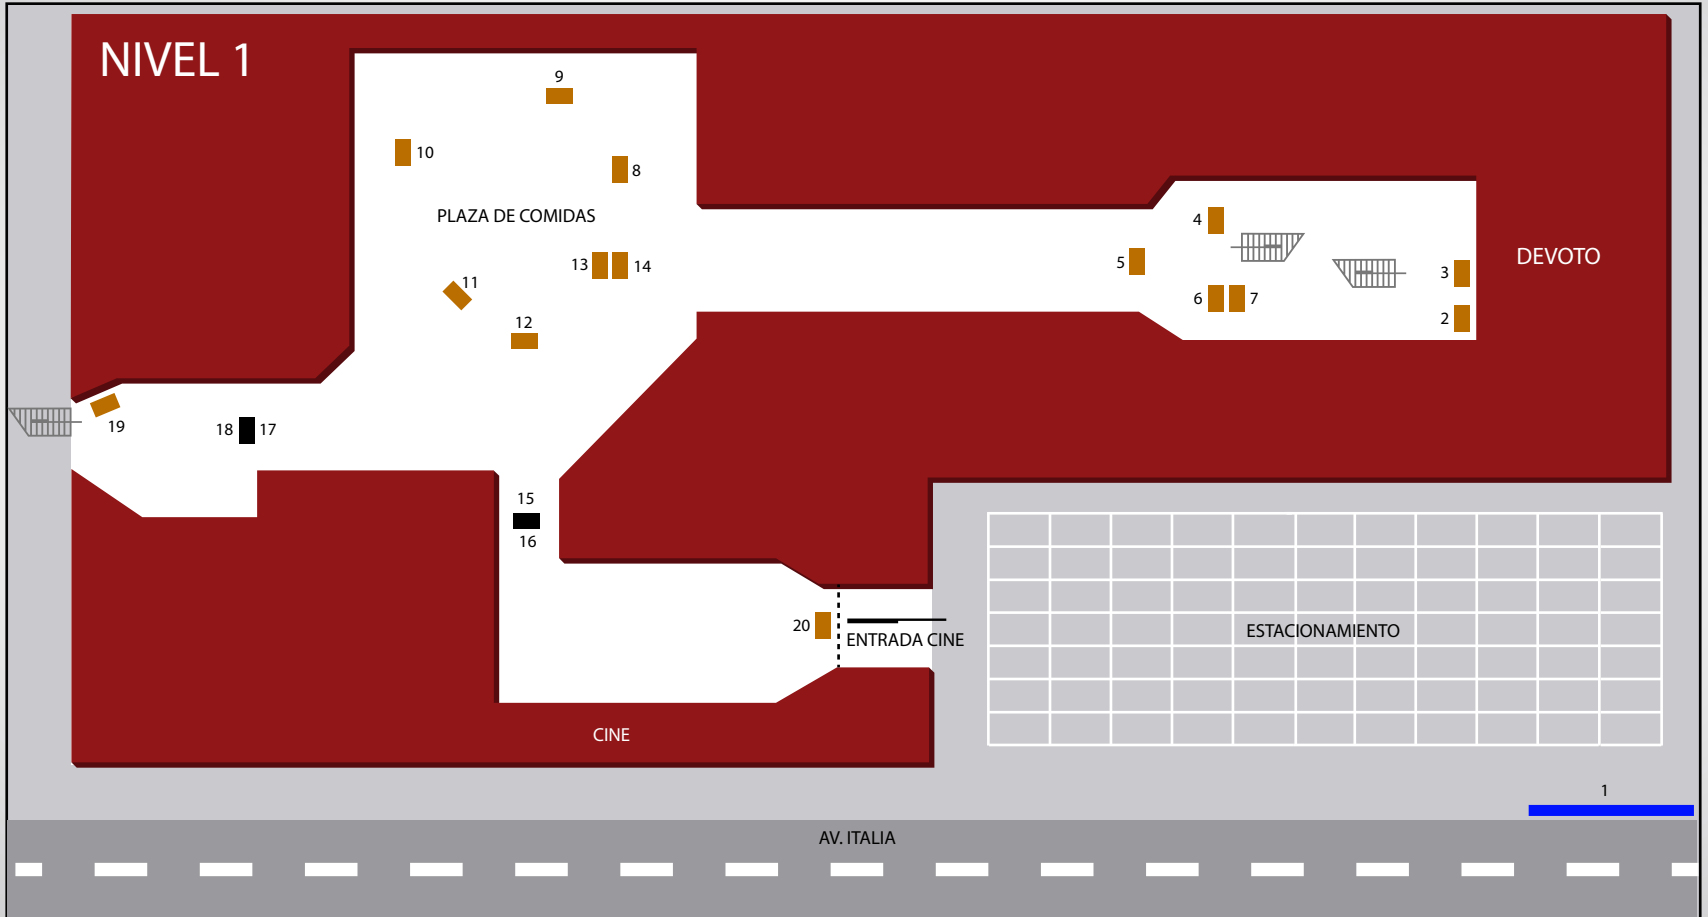 NIVEL 1
9
10
8
PLAZA DE COMIDAS
4
5
DEVOTO
13
14
3
11
6
7
2
12
19
18
17
15
16
20
ENTRADA CINE
ESTACIONAMIENTO
CINE
1
AV. ITALIA